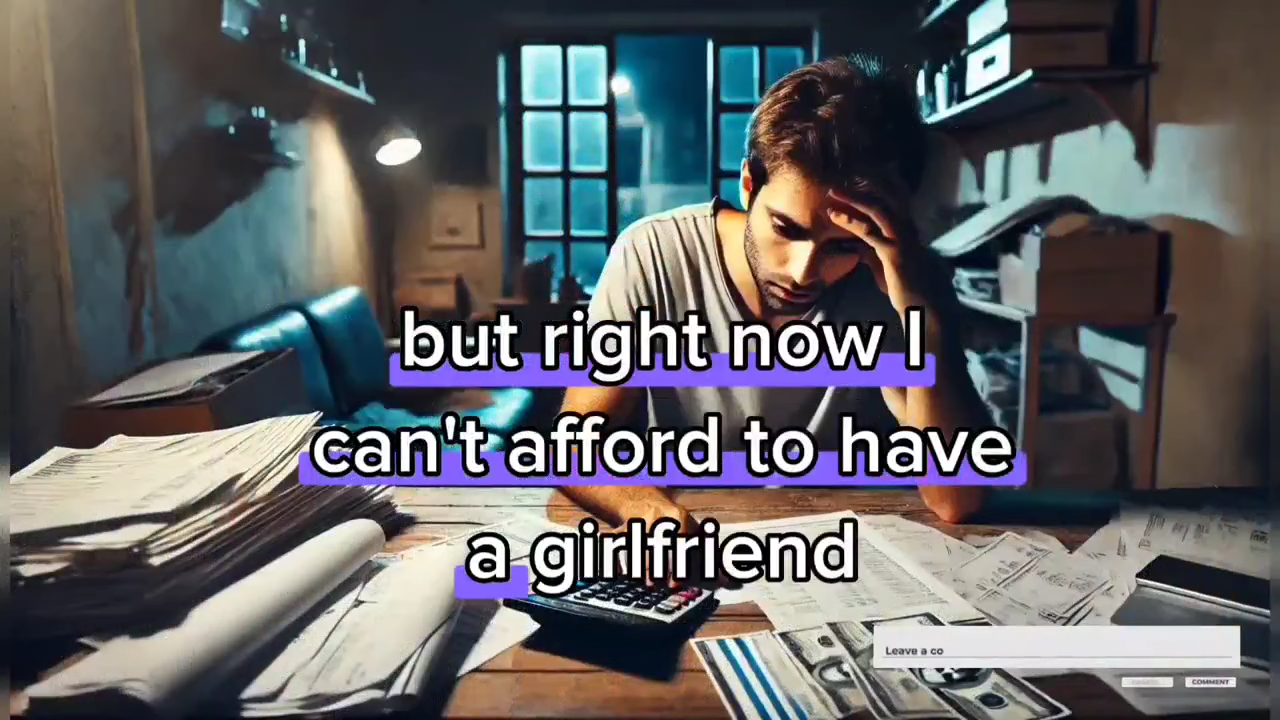 but right now I
can't afford to have
a girlfriend
Leave a co
COMMENT